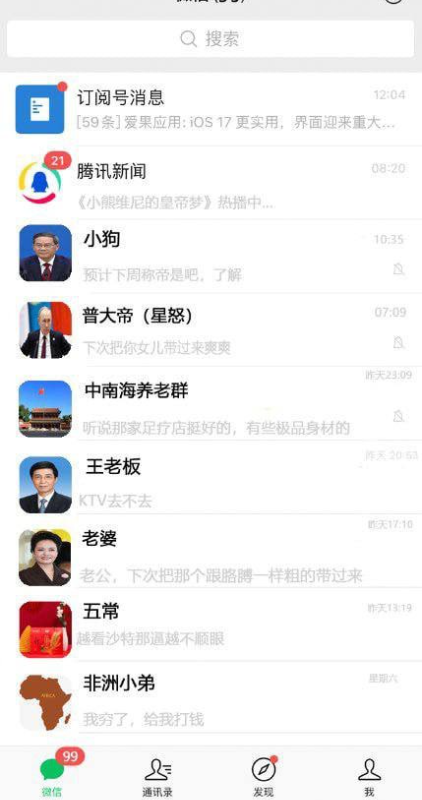 搜索
订阅号消息 12:04
[59条] 爱果应用: iOS 17 更实用，界面迎来重大...
21
腾讯新闻 08:20
《小熊维尼的皇帝梦》热播中...
小狗 10:35
预计下周称帝是吧，了解
普大帝（星怒） 07:09
下次把你女儿带过来爽爽
昨天23:09
中南海养老群
听说那家足疗店挺好的，有些极品身材的
昨天 20:53
王老板
KTV去不去
昨天17:10
老婆
老公，下次把那个跟胳膊一样粗的带过来
五常 昨天13:19
越看沙特那逼越不顺眼
非洲小弟 星期六
AFRICA
我穷了，给我打钱
99
微信 通讯录 发现 我